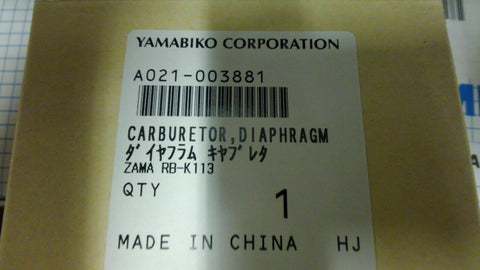 YAMABIKO CORPORATION
A021-003881
CARBURETOR,DIAPHRAGM
ダイヤフラム キャブレタ
ZAMA RB-K113
QTY 1
MADE IN CHINA HJ